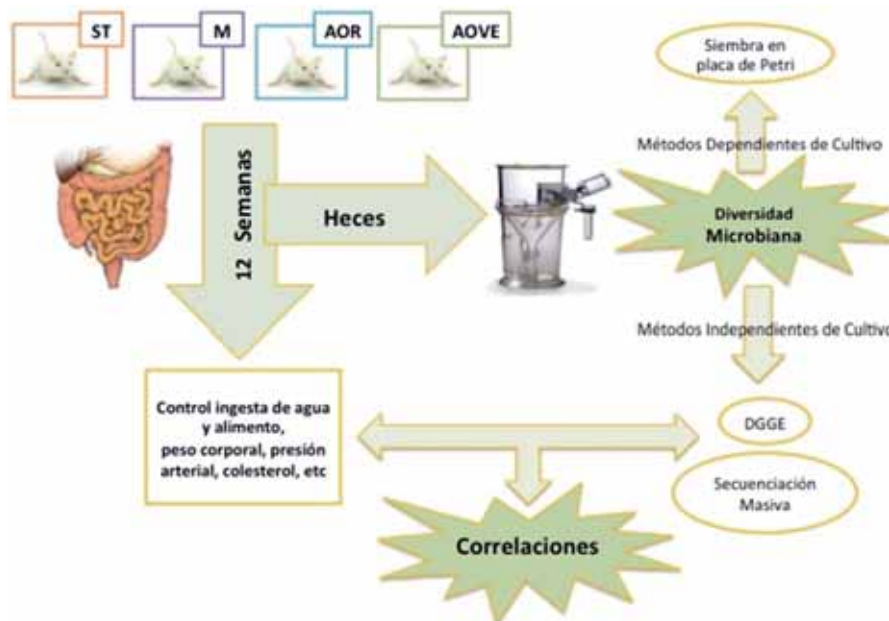 ST
M
AOR
AOVE
Siembra en
placa de Petri
Métodos Dependientes de Cultivo
12 Semanas
Heces
Diversidad
Microbiana
Métodos Independientes de Cultivo
Control ingesta de agua
y alimento,
peso corporal, presión
arterial, colesterol, etc
DGGE
Secuenciación
Masiva
Correlaciones